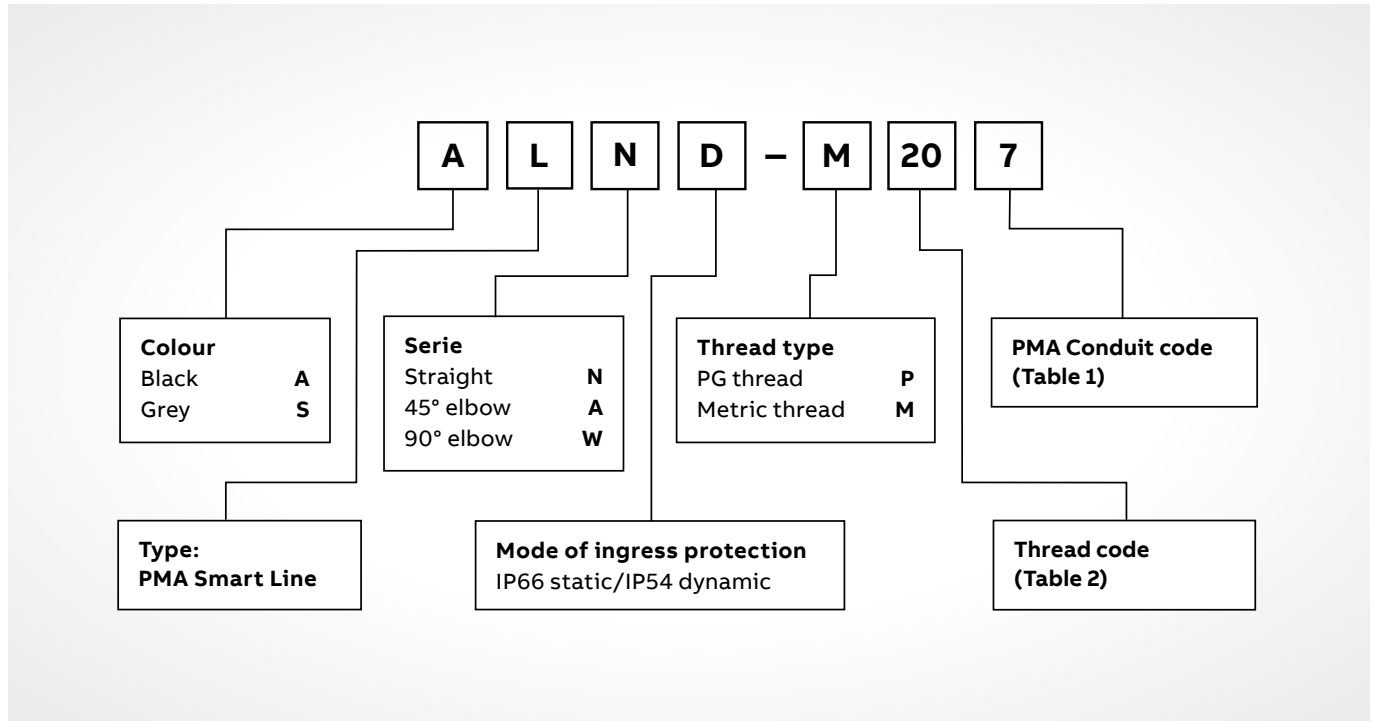 A L N D – M 20 7
Colour
Black A
Grey S
Serie
Straight N
45° elbow A
90° elbow W
Thread type
PG thread P
Metric thread M
PMA Conduit code
(Table 1)
Type:
PMA Smart Line
Mode of ingress protection
IP66 static/IP54 dynamic
Thread code
(Table 2)